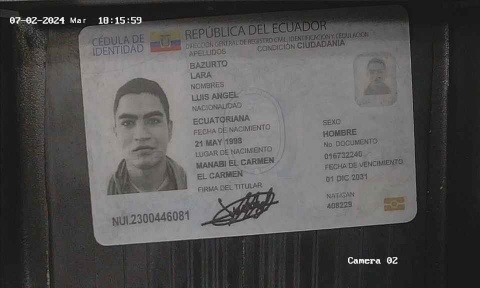 07-02-2024 Mar 18:15:59
CÉDULA DE
IDENTIDAD
REPÚBLICA DEL ECUADOR
DIRECCIÓN GENERAL DE REGISTRO CIVIL, IDENTIFICACIÓN Y CEDULACIÓN
APELLIDOS
CONDICIÓN CIUDADANÍA
BAZURTO
LARA
NOMBRES
LUIS ANGEL
NACIONALIDAD
ECUATORIANA
FECHA DE NACIMIENTO
21 MAY 1998
LUGAR DE NACIMIENTO
MANABI EL CARMEN
EL CARMEN
FIRMA DEL TITULAR
SEXO
HOMBRE
No. DOCUMENTO
016732240
FECHA DE VENCIMIENTO
01 DIC 2031
NAT/CAN
408229
NUI.2300446081
Camera 02